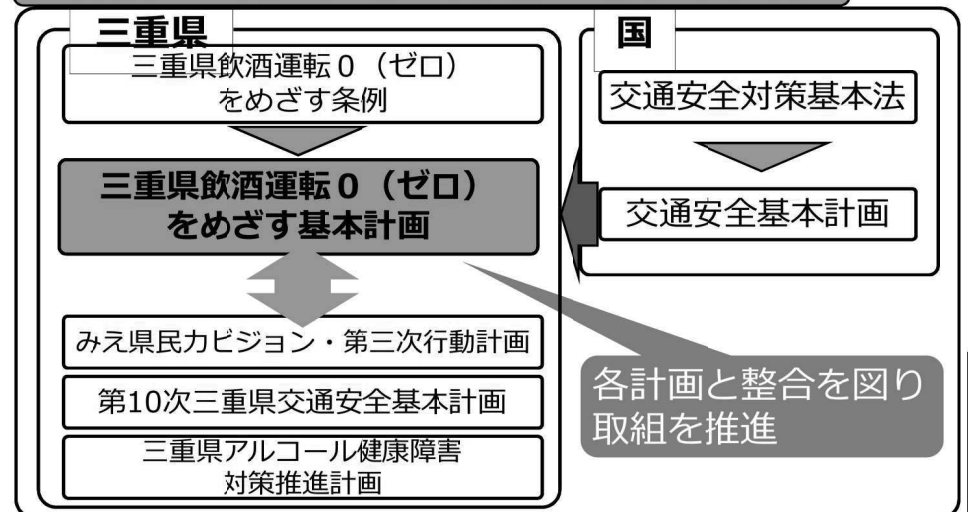 三重県
三重県飲酒運転０（ゼロ）
をめざす条例
三重県飲酒運転０（ゼロ）
をめざす基本計画
みえ県民力ビジョン・第三次行動計画
第10次三重県交通安全基本計画
三重県アルコール健康障害
対策推進計画
国
交通安全対策基本法
交通安全基本計画
各計画と整合を図り
取組を推進